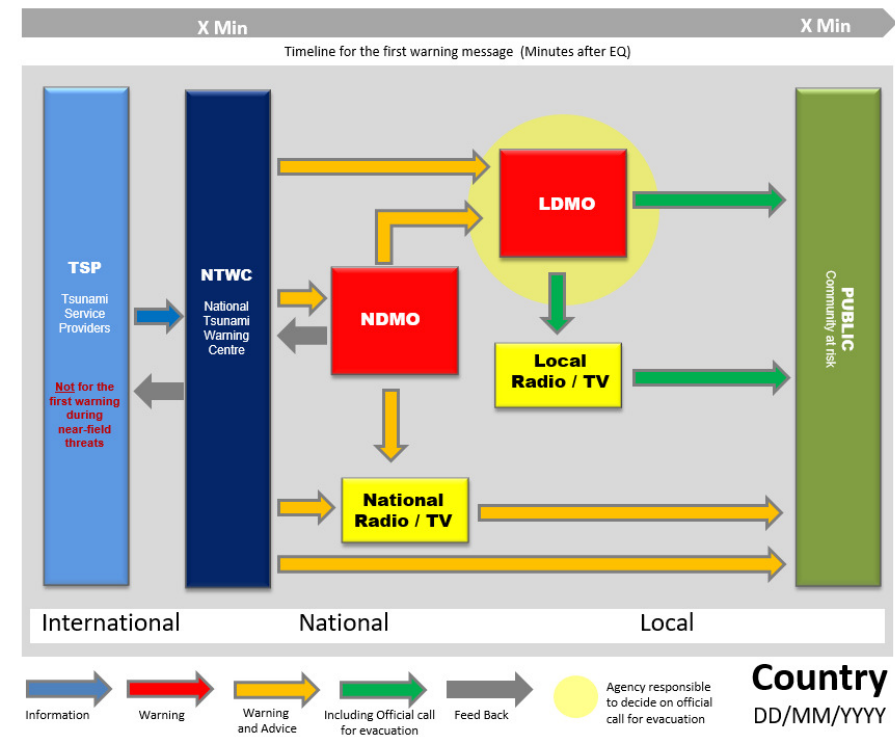 X Min
X Min
Timeline for the first warning message (Minutes after EQ)
TSP
Tsunami
Service
Providers
Not for the
first warning
during
near-field
threats
NTWC
National
Tsunami
Warning
Centre
NDMO
LDMO
Local
Radio / TV
National
Radio / TV
PUBLIC
Community at risk
International
National
Local
Information
Warning
Warning
and Advice
Including Official call
for evacuation
Feed Back
Agency responsible
to decide on official
call for evacuation
Country
DD/MM/YYYY